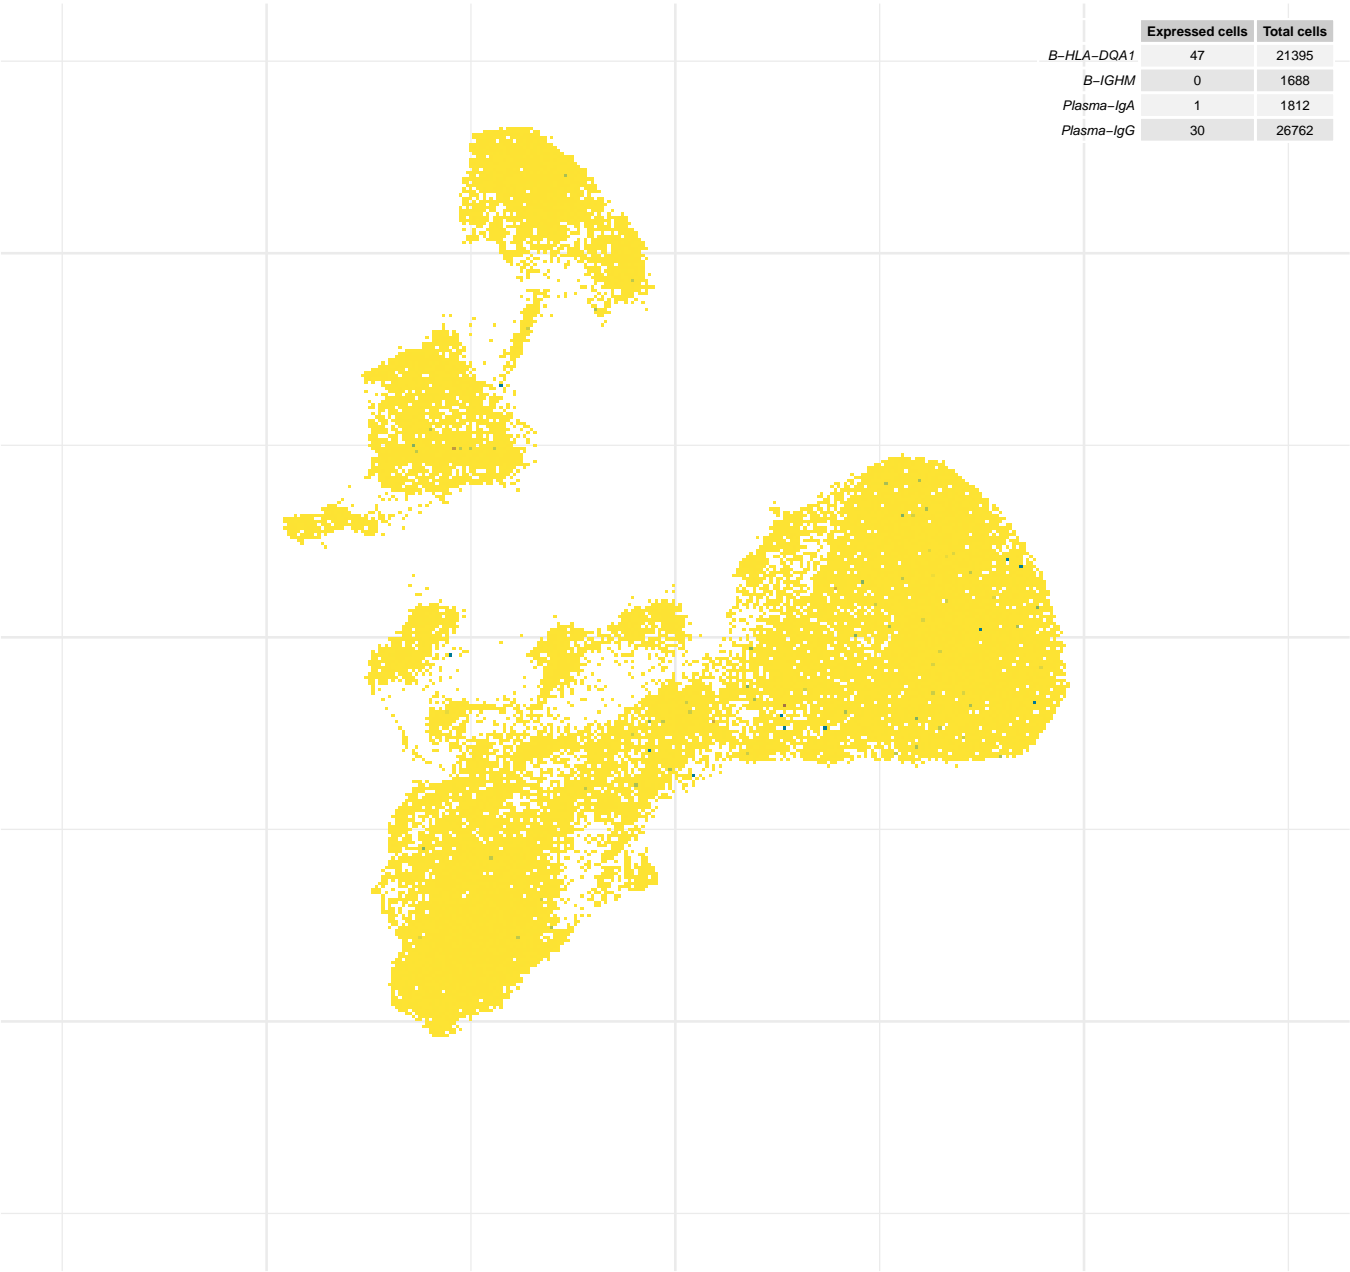 Expressed cells Total cells
B−HLA−DQA1 47 21395
B−IGHM 0 1688
Plasma−IgA 1 1812
Plasma−IgG 30 26762